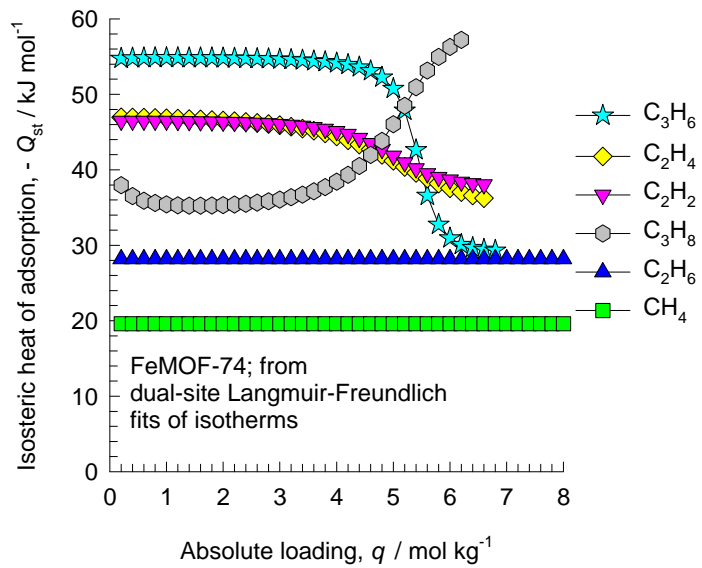 60
50
40
30
20
10
0
0 1 2 3 4 5 6 7 8
Isosteric heat of adsorption, - Qst / kJ mol⁻¹
Absolute loading, q / mol kg⁻¹
FeMOF-74; from
dual-site Langmuir-Freundlich
fits of isotherms
C₃H₆
C₂H₄
C₂H₂
C₃H₈
C₂H₆
CH₄